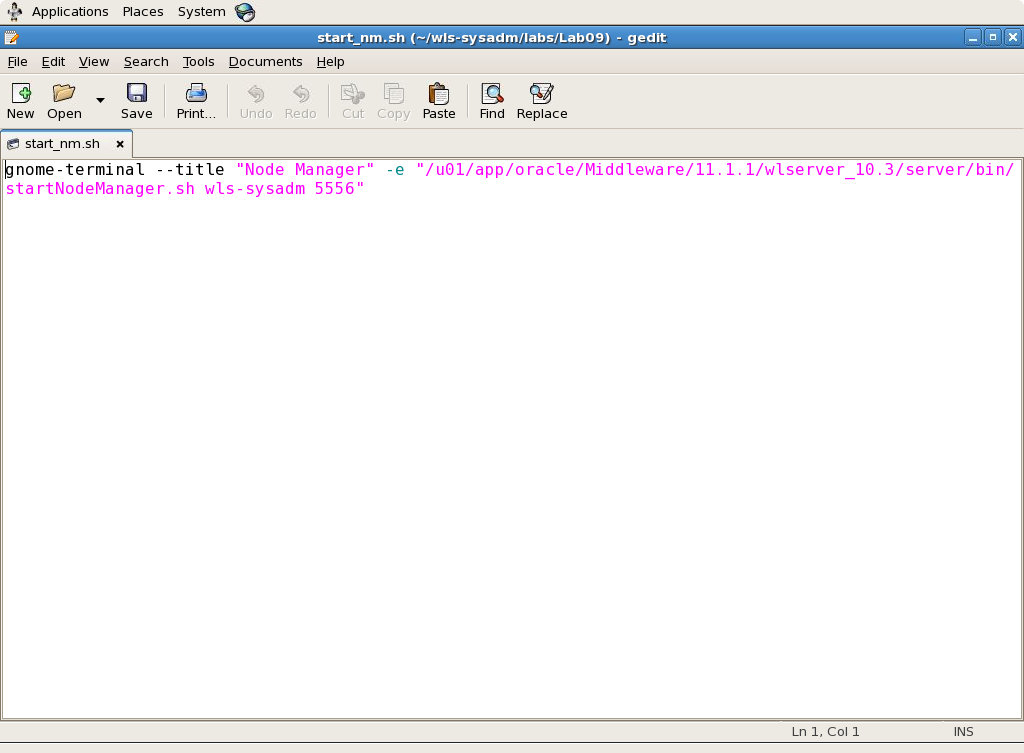 Applications Places System
start_nm.sh (~/wls-sysadm/labs/Lab09) - gedit
File Edit View Search Tools Documents Help
New Open Save Print... Undo Redo Cut Copy Paste Find Replace
start_nm.sh
gnome-terminal --title "Node Manager" -e "/u01/app/oracle/Middleware/11.1.1/wlserver_10.3/server/bin/
startNodeManager.sh wls-sysadm 5556"
Ln 1, Col 1 INS